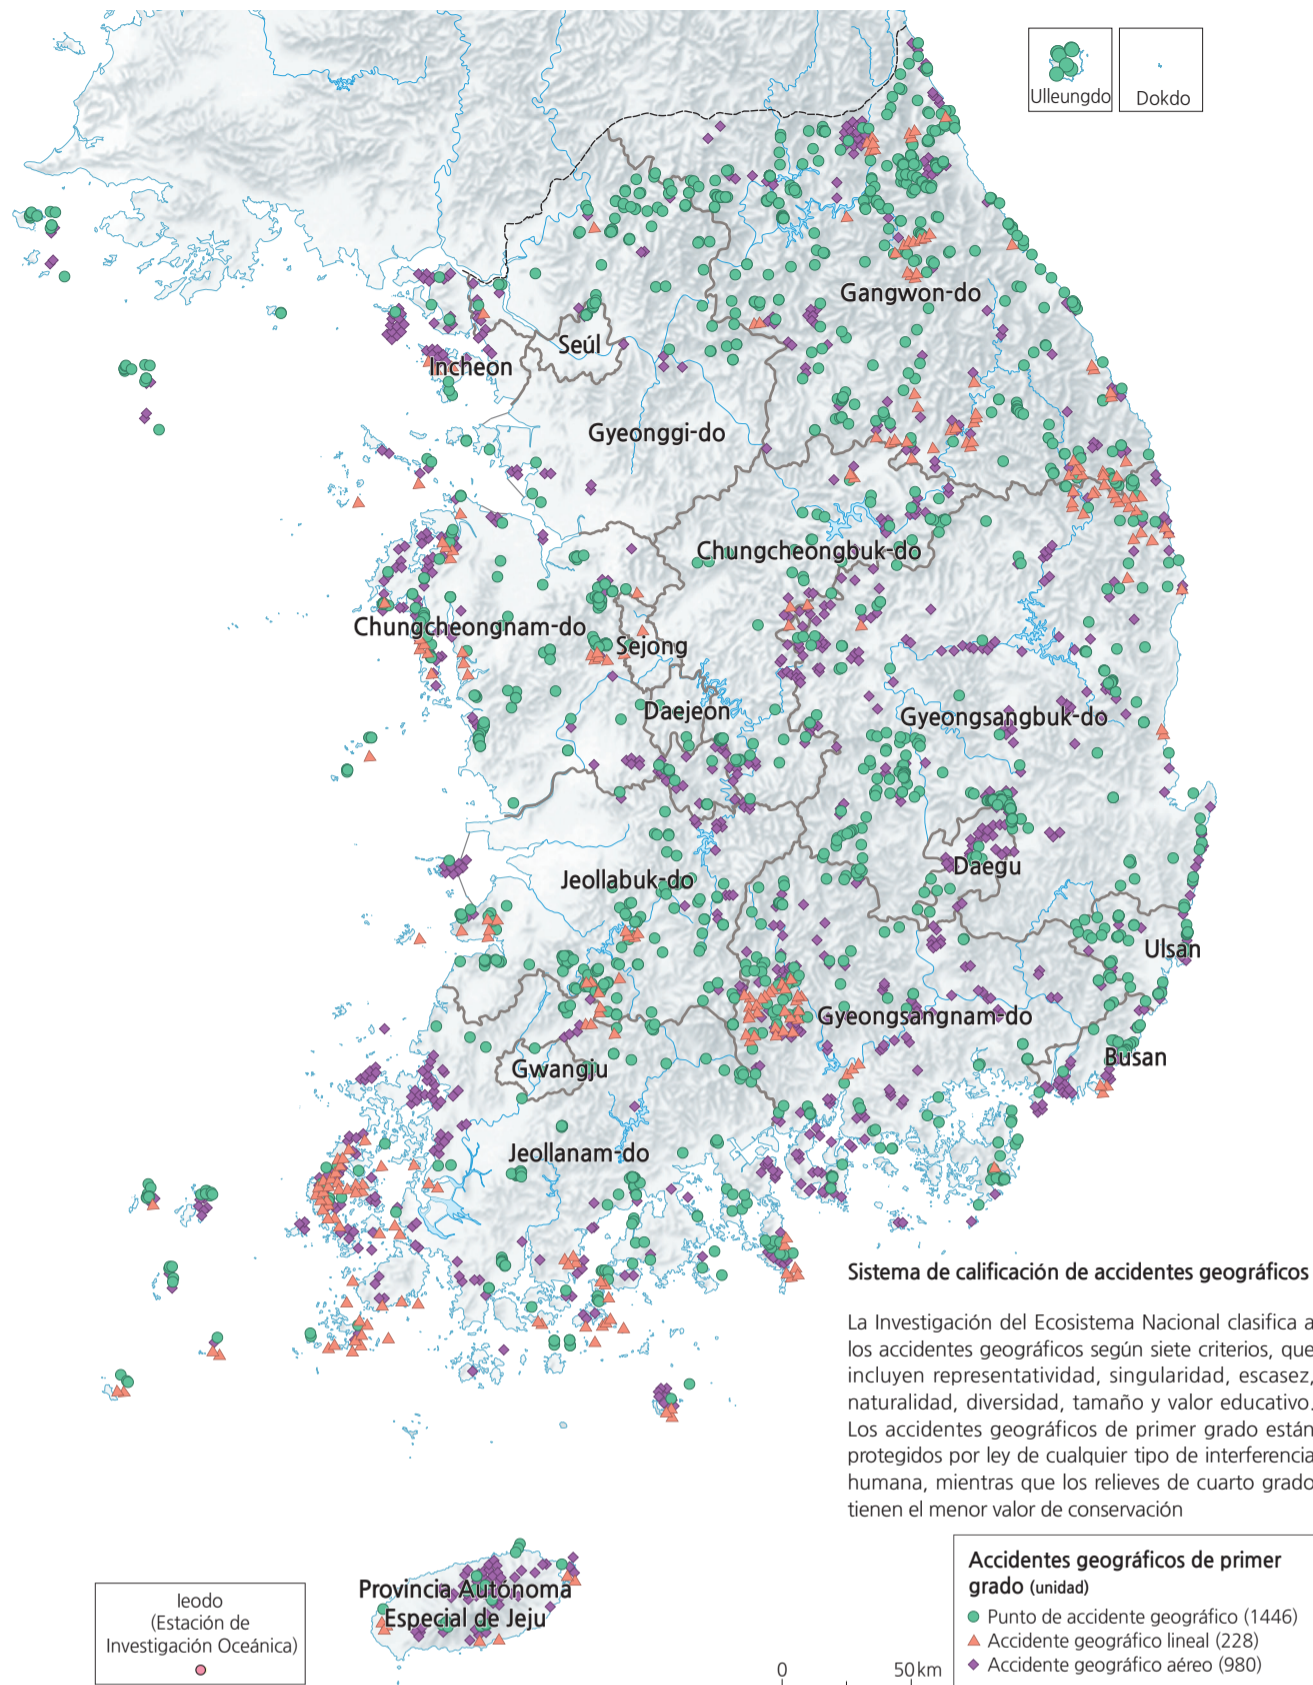 Ulleungdo
Dokdo
Gangwon-do
Seúl
Incheon
Gyeonggi-do
Chungcheongbuk-do
Chungcheongnam-do
Sejong
Daejeon
Gyeongsangbuk-do
Daegu
Jeollabuk-do
Ulsan
Gyeongsangnam-do
Busan
Gwangju
Jeollanam-do
Sistema de calificación de accidentes geográficos
La Investigación del Ecosistema Nacional clasifica a
los accidentes geográficos según siete criterios, que
incluyen representatividad, singularidad, escasez,
naturalidad, diversidad, tamaño y valor educativo.
Los accidentes geográficos de primer grado están
protegidos por ley de cualquier tipo de interferencia
humana, mientras que los relieves de cuarto grado
tienen el menor valor de conservación
Provincia Autónoma
Especial de Jeju
Ieodo
(Estación de
Investigación Oceánica)
0 50 km
Accidentes geográficos de primer
grado (unidad)
Punto de accidente geográfico (1446)
Accidente geográfico lineal (228)
Accidente geográfico aéreo (980)